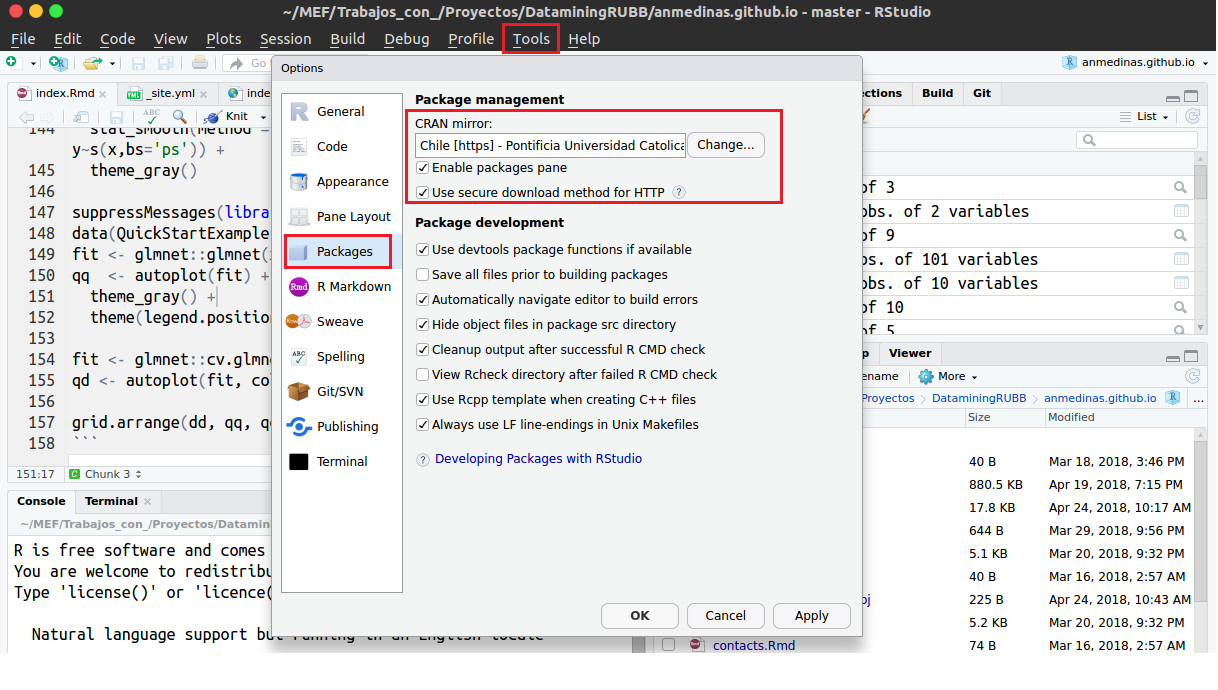 ~/MEF/Trabajos_con_/Proyectos/DataminingRUBB/anmedinas.github.io - master - RStudio
File Edit Code View Plots Session Build Debug Profile Tools Help
Go
anmedinas.github.io
index.Rmd
_site.yml
inde
ABC
Knit
144 stat_smooth(method =
y~s(x,bs='ps')) +
145 theme_gray()
146
147 suppressMessages(libra
148 data(QuickStartExample
149 fit <- glmnet::glmnet(
150 qq <- autoplot(fit) +
151 theme_gray() +
152 theme(legend.position
153
154 fit <- glmnet::cv.glmne
155 qd <- autoplot(fit, co
156
157 grid.arrange(dd, qq, q
158 ```
151:17
C Chunk 3
Console Terminal
~/MEF/Trabajos_con_/Proyectos/Datamin
R is free software and comes
You are welcome to redistribu
Type 'license()' or 'licence(
Natural language support but running in an English locale
Options
R General
Code
Appearance
Pane Layout
Packages
Rmd R Markdown
Sweave
ABC Spelling
Git/SVN
Publishing
Terminal
Package management
CRAN mirror:
Chile [https] - Pontificia Universidad Catolica
Change...
Enable packages pane
Use secure download method for HTTP ?
Package development
Use devtools package functions if available
Save all files prior to building packages
Automatically navigate editor to build errors
Hide object files in package src directory
Cleanup output after successful R CMD check
View Rcheck directory after failed R CMD check
Use Rcpp template when creating C++ files
Always use LF line-endings in Unix Makefiles
? Developing Packages with RStudio
OK Cancel Apply
ections Build Git
List
of 3
obs. of 2 variables
of 9
bs. of 101 variables
obs. of 10 variables
of 10
of 5
p Viewer
ename More
Proyectos DataminingRUBB anmedinas.github.io ...
Size Modified
40 B Mar 18, 2018, 3:46 PM
880.5 KB Apr 19, 2018, 7:15 PM
17.8 KB Apr 24, 2018, 10:17 AM
644 B Mar 29, 2018, 9:56 PM
5.1 KB Mar 20, 2018, 9:32 PM
40 B Mar 16, 2018, 2:57 AM
oj 225 B Apr 24, 2018, 10:43 AM
5.2 KB Mar 20, 2018, 9:32 PM
contacts.Rmd 74 B Mar 16, 2018, 2:57 AM